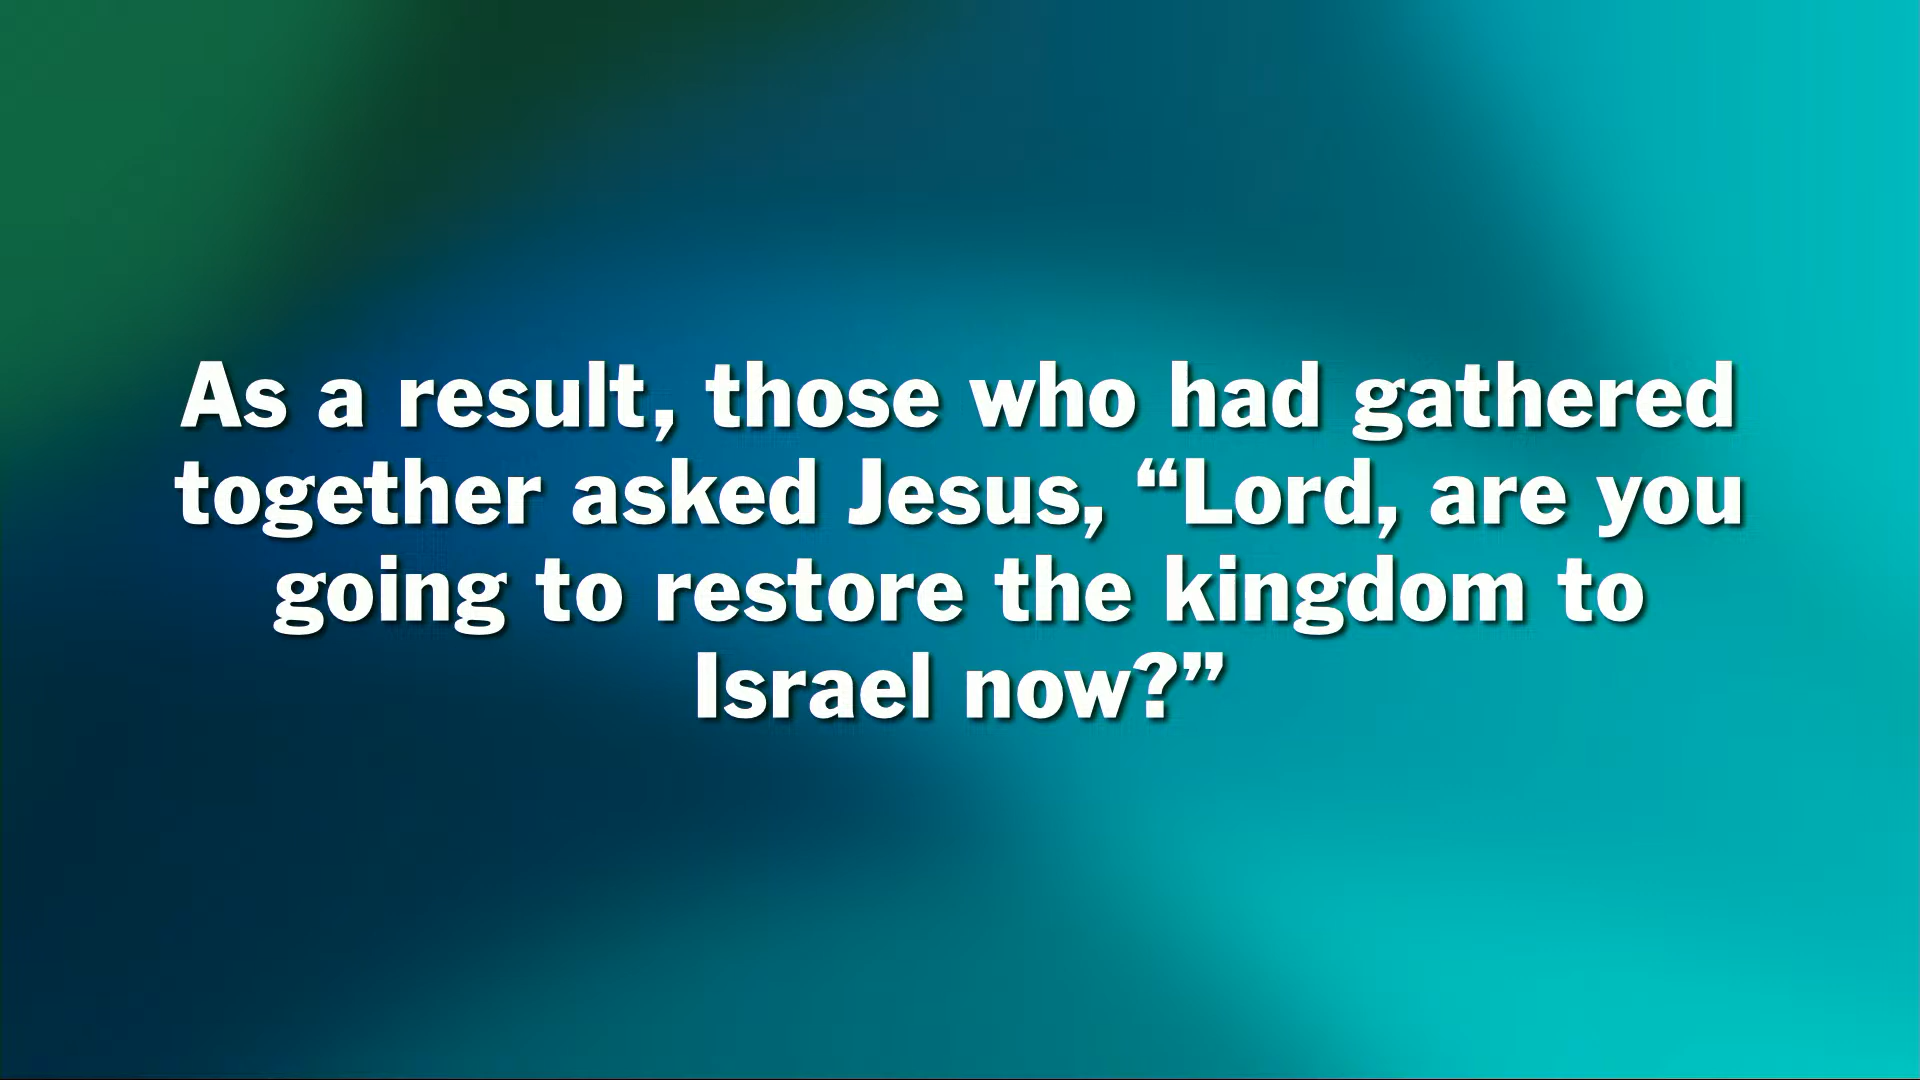 As a result, those who had gathered
together asked Jesus, “Lord, are you
going to restore the kingdom to
Israel now?”